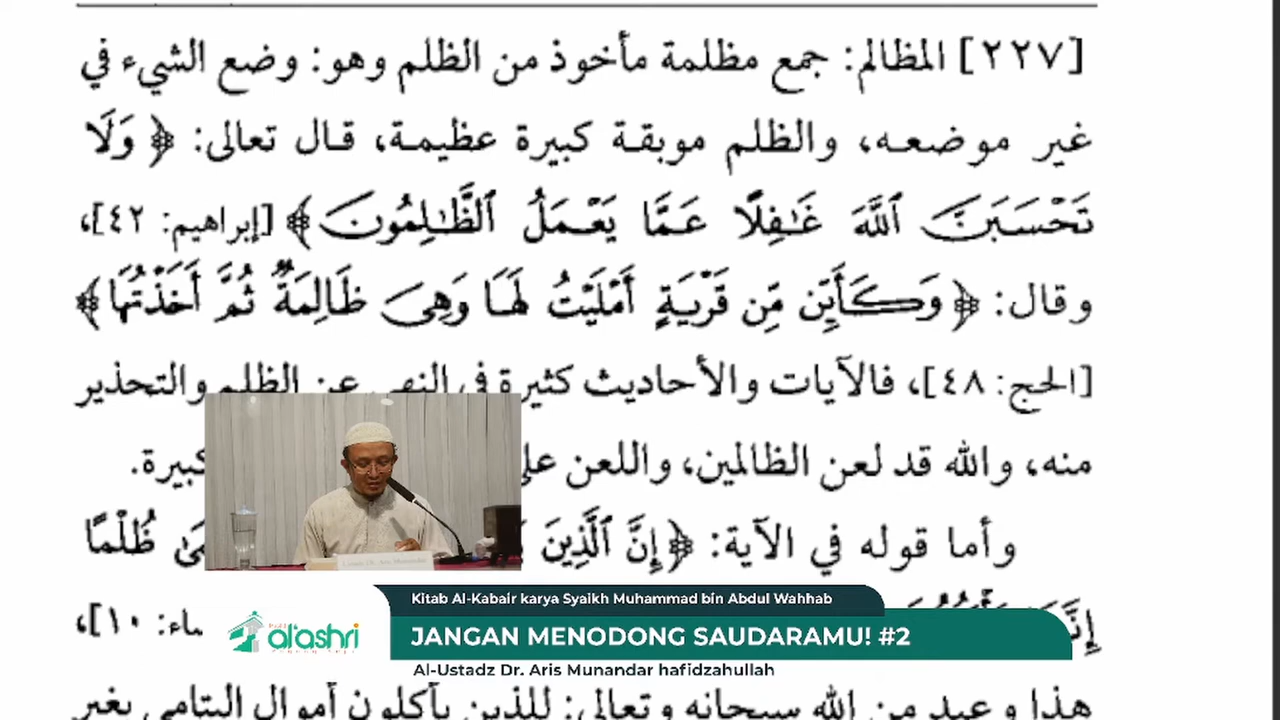 [٢٢٧] المظالم: جمع مظلمة مأخوذ من الظلم وهو: وضع الشيء في
غير موضعه، والظلم موبقة كبيرة عظيمة، قال تعالى: ﴿وَلَا
تَحْسَبَنَّ ٱللَّهَ غَـٰفِلًا عَمَّا يَعْمَلُ ٱلظَّـٰلِمُونَ﴾ [إبراهيم: ٤٢]،
وقال: ﴿وَكَأَيِّن مِّن قَرْيَةٍ أَمْلَيْتُ لَهَا وَهِىَ ظَالِمَةٌ ثُمَّ أَخَذْتُهَا﴾
[الحج: ٤٨]، فالآيات والأحاديث كثيرة في النهي عن الظلم والتحذير
منه، والله قد لعن الظالمين، واللعن كبيرة.
وأما قوله في الآية: ﴿إِنَّ ٱلَّذِينَ ظُلْمًا
١٠]،
هذا وعيد من الله سبحانه وتعالى: للذين يأكلون أموال اليتامى بغير
Kitab Al-Kabair karya Syaikh Muhammad bin Abdul Wahhab
al'ashri
JANGAN MENODONG SAUDARAMU! #2
Al-Ustadz Dr. Aris Munandar hafidzahullah